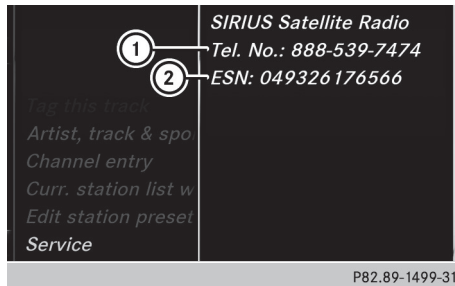 SIRIUS Satellite Radio
1 Tel. No.: 888-539-7474
2 ESN: 049326176566
Tag this track
Artist, track & spo
Channel entry
Curr. station list w
Edit station preset
Service
P82.89-1499-31